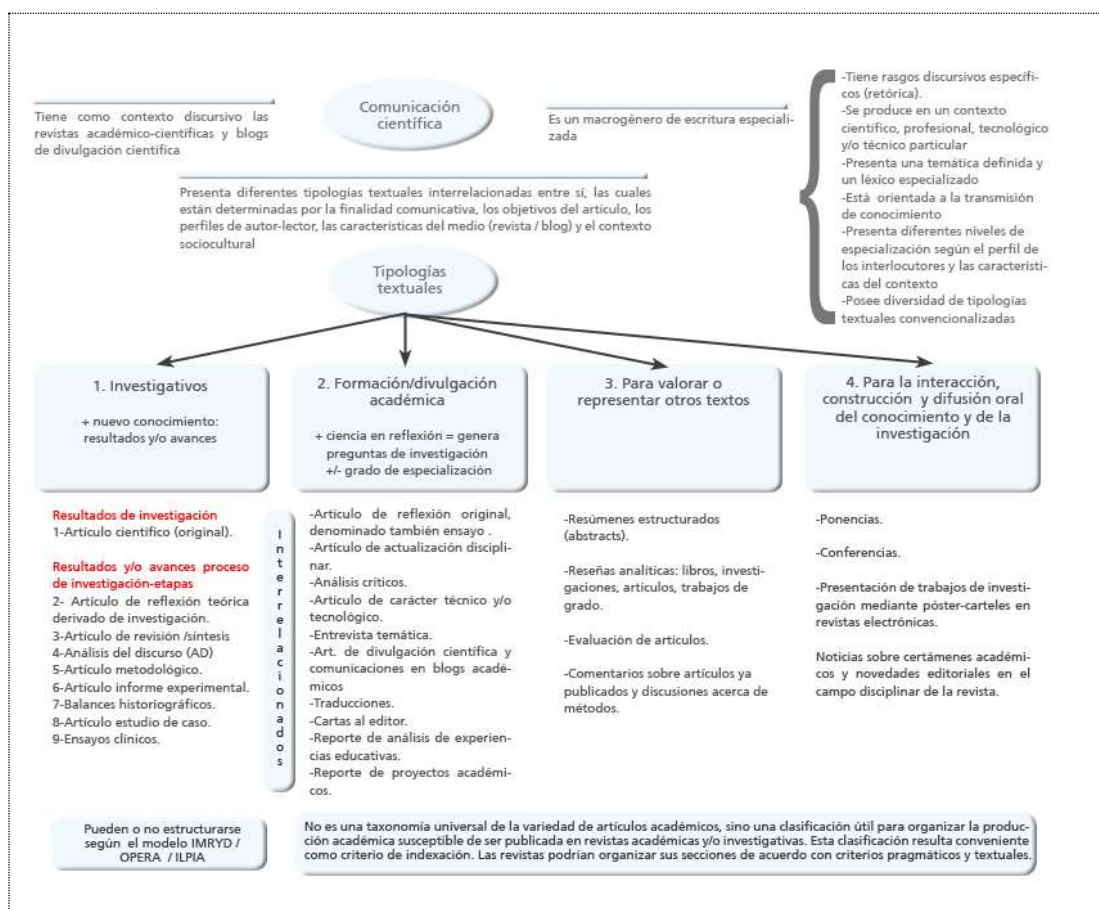 Comunicación
científica
Tiene como contexto discursivo las
revistas académico-científicas y blogs
de divulgación científica
Es un macrogénero de escritura especiali-
zada
-Tiene rasgos discursivos específi-
cos (retórica).
-Se produce en un contexto
científico, profesional, tecnológico
y/o técnico particular
-Presenta una temática definida y
un léxico especializado
-Está orientada a la transmisión
de conocimiento
-Presenta diferentes niveles de
especialización según el perfil de
los interlocutores y las característi-
cas del contexto
-Posee diversidad de tipologías
textuales convencionalizadas
Presenta diferentes tipologías textuales interrelacionadas entre sí, las cuales
están determinadas por la finalidad comunicativa, los objetivos del artículo, los
perfiles de autor-lector, las características del medio (revista / blog) y el contexto
sociocultural
Tipologías
textuales
1. Investigativos
+ nuevo conocimiento:
resultados y/o avances
2. Formación/divulgación
académica
+ ciencia en reflexión = genera
preguntas de investigación
+/- grado de especialización
3. Para valorar o
representar otros textos
4. Para la interacción,
construcción y difusión oral
del conocimiento y de la
investigación
Resultados de investigación
1-Artículo científico (original).
Resultados y/o avances proceso
de investigación-etapas
2- Artículo de reflexión teórica
derivado de investigación.
3-Artículo de revisión /síntesis
4-Análisis del discurso (AD)
5-Artículo metodológico.
6-Artículo informe experimental.
7-Balances historiográficos.
8-Artículo estudio de caso.
9-Ensayos clínicos.
Interrelacionados
-Artículo de reflexión original,
denominado también ensayo .
-Artículo de actualización discipli-
nar.
-Análisis críticos.
-Artículo de carácter técnico y/o
tecnológico.
-Entrevista temática.
-Art. de divulgación científica y
comunicaciones en blogs acadé-
micos
-Traducciones.
-Cartas al editor.
-Reporte de análisis de experien-
cias educativas.
-Reporte de proyectos académi-
cos.
-Resúmenes estructurados
(abstracts).
-Reseñas analíticas: libros, investi-
gaciones, artículos, trabajos de
grado.
-Evaluación de artículos.
-Comentarios sobre artículos ya
publicados y discusiones acerca de
métodos.
-Ponencias.
-Conferencias.
-Presentación de trabajos de investi-
gación mediante póster-carteles en
revistas electrónicas.
Noticias sobre certámenes académi-
cos y novedades editoriales en el
campo disciplinar de la revista.
Pueden o no estructurarse
según el modelo IMRYD /
OPERA / ILPIA
No es una taxonomía universal de la variedad de artículos académicos, sino una clasificación útil para organizar la produc-
ción académica susceptible de ser publicada en revistas académicas y/o investigativas. Esta clasificación resulta conveniente
como criterio de indexación. Las revistas podrían organizar sus secciones de acuerdo con criterios pragmáticos y textuales.